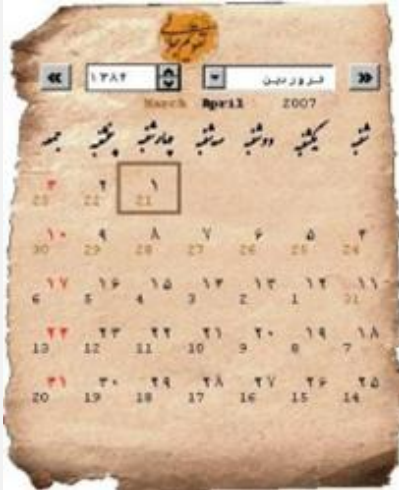 ۱۳۸۶ فروردین
March April 2007
شنبه یکشنبه دوشنبه سه‌شنبه چهارشنبه پنجشنبه جمعه
۱ ۲ ۳
21 22 23
۴ ۵ ۶ ۷ ۸ ۹ ۱۰
24 25 26 27 28 29 30
۱۱ ۱۲ ۱۳ ۱۴ ۱۵ ۱۶ ۱۷
31 1 2 3 4 5 6
۱۸ ۱۹ ۲۰ ۲۱ ۲۲ ۲۳ ۲۴
7 8 9 10 11 12 13
۲۵ ۲۶ ۲۷ ۲۸ ۲۹ ۳۰ ۳۱
14 15 16 17 18 19 20